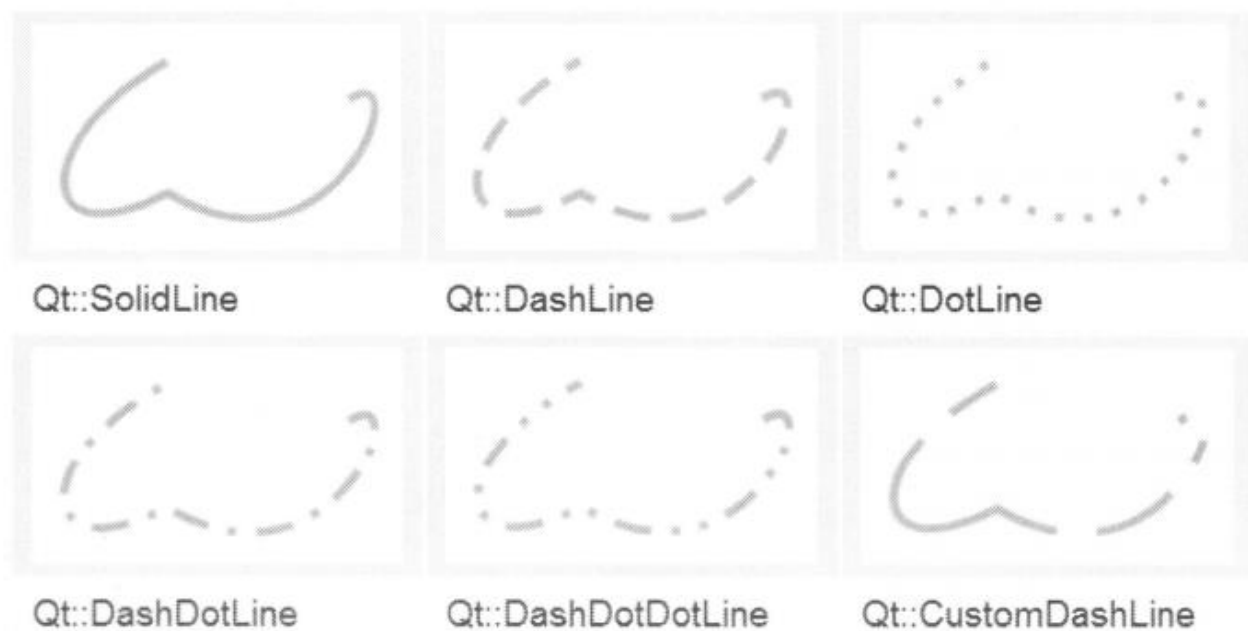 Qt::SolidLine
Qt::DashLine
Qt::DotLine
Qt::DashDotLine
Qt::DashDotDotLine
Qt::CustomDashLine